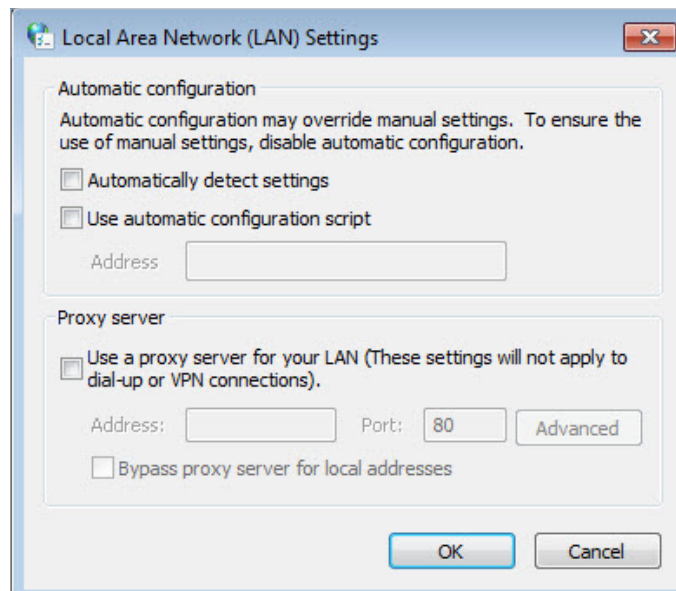 Local Area Network (LAN) Settings
Automatic configuration
Automatic configuration may override manual settings. To ensure the
use of manual settings, disable automatic configuration.
Automatically detect settings
Use automatic configuration script
Address
Proxy server
Use a proxy server for your LAN (These settings will not apply to
dial-up or VPN connections).
Address: Port: 80 Advanced
Bypass proxy server for local addresses
OK Cancel